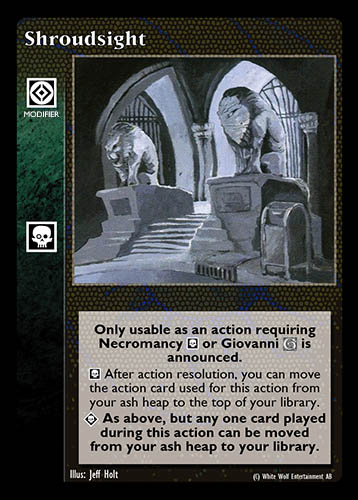 Shroudsight
MODIFIER
Only usable as an action requiring
Necromancy or Giovanni is
announced.
After action resolution, you can move
the action card used for this action from
your ash heap to the top of your library.
As above, but any one card played
during this action can be moved
from your ash heap to your library.
Illus: Jeff Holt
(C) White Wolf Entertainment AB